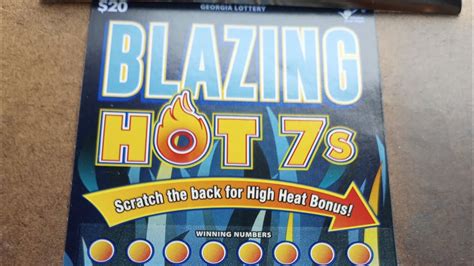 GEORGIA LOTTERY
$20
BLAZING
HOT 7s
Scratch the back for High Heat Bonus!
WINNING NUMBERS